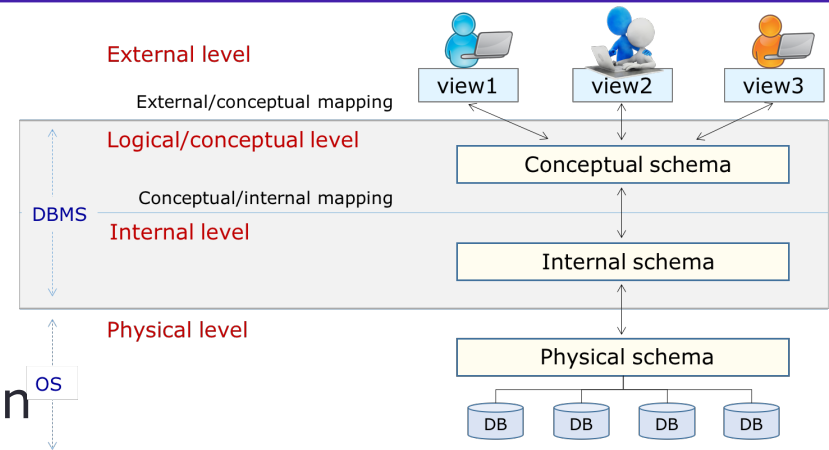 External level
view1
view2
view3
External/conceptual mapping
Logical/conceptual level
Conceptual schema
Conceptual/internal mapping
DBMS
Internal level
Internal schema
Physical level
Physical schema
OS
n
DB
DB
DB
DB